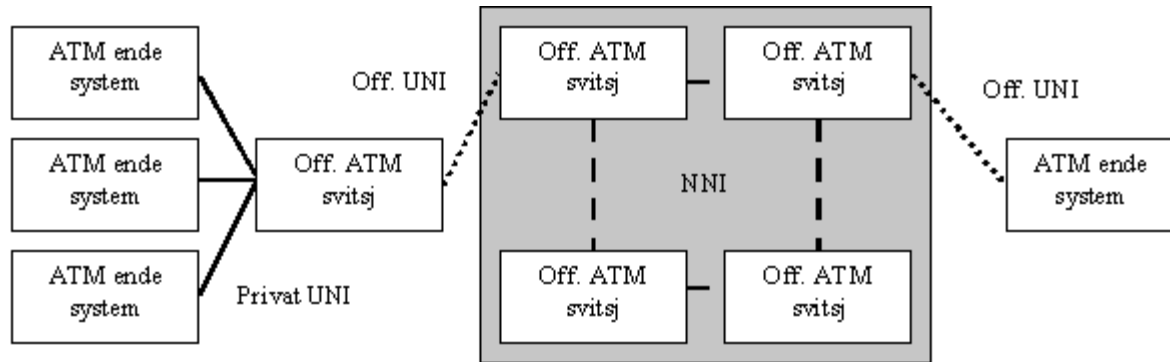 ATM ende
system
ATM ende
system
ATM ende
system
Privat UNI
Off. ATM
svitsj
Off. UNI
Off. ATM
svitsj
Off. ATM
svitsj
NNI
Off. ATM
svitsj
Off. ATM
svitsj
Off. UNI
ATM ende
system